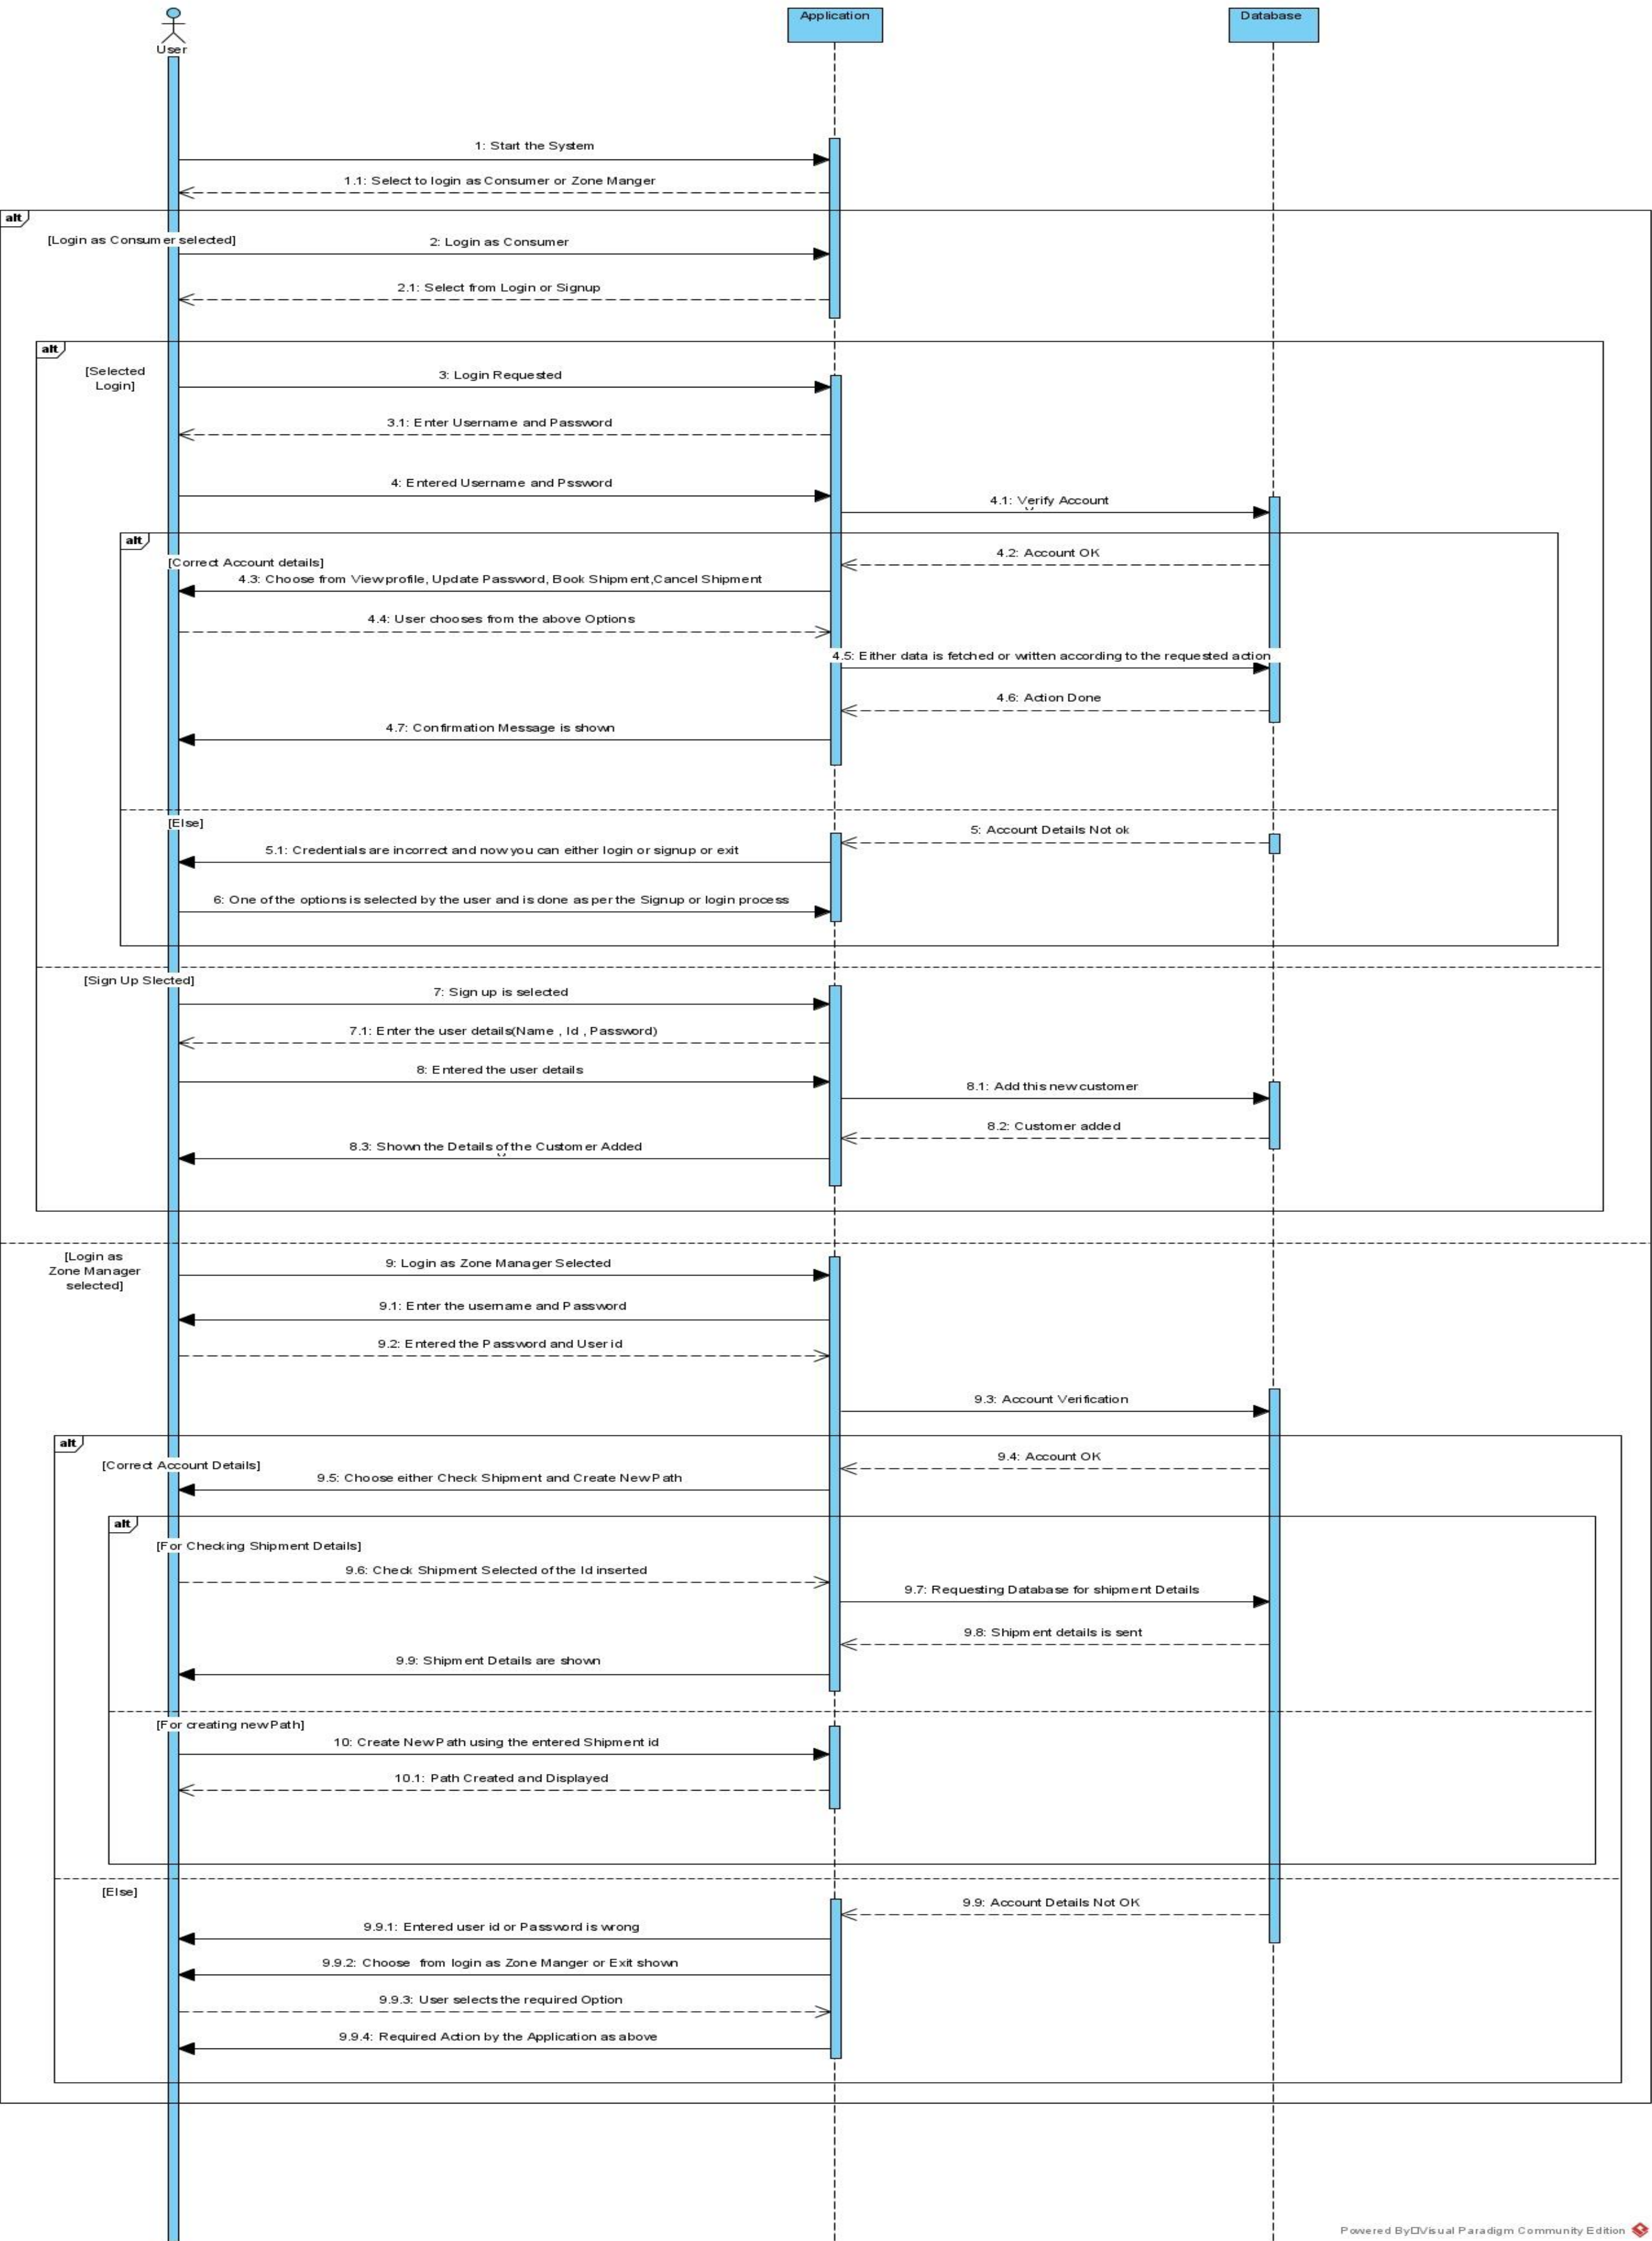 User
Application
Database
1: Start the System
1.1: Select to login as Consumer or Zone Manger
alt
[Login as Consumer selected]
2: Login as Consumer
2.1: Select from Login or Signup
alt
[Selected
Login]
3: Login Requested
3.1: Enter Username and Password
4: Entered Username and Pssword
4.1: Verify Account
alt
[Correct Account details]
4.2: Account OK
4.3: Choose from View profile, Update Password, Book Shipment,Cancel Shipment
4.4: User chooses from the above Options
4.5: Either data is fetched or written according to the requested action
4.6: Action Done
4.7: Confirmation Message is shown
[Else]
5: Account Details Not ok
5.1: Credentials are incorrect and now you can either login or signup or exit
6: One of the options is selected by the user and is done as per the Signup or login process
[Sign Up Slected]
7: Sign up is selected
7.1: Enter the user details(Name , Id , Password)
8: Entered the user details
8.1: Add this new customer
8.2: Customer added
8.3: Shown the Details of the Customer Added
[Login as
Zone Manager
selected]
9: Login as Zone Manager Selected
9.1: Enter the username and Password
9.2: Entered the Password and User id
9.3: Account Verification
alt
[Correct Account Details]
9.4: Account OK
9.5: Choose either Check Shipment and Create New Path
alt
[For Checking Shipment Details]
9.6: Check Shipment Selected of the Id inserted
9.7: Requesting Database for shipment Details
9.8: Shipment details is sent
9.9: Shipment Details are shown
[For creating new Path]
10: Create New Path using the entered Shipment id
10.1: Path Created and Displayed
[Else]
9.9: Account Details Not OK
9.9.1: Entered user id or Password is wrong
9.9.2: Choose  from login as Zone Manger or Exit shown
9.9.3: User selects the required Option
9.9.4: Required Action by the Application as above
Powered By□Visual Paradigm Community Edition